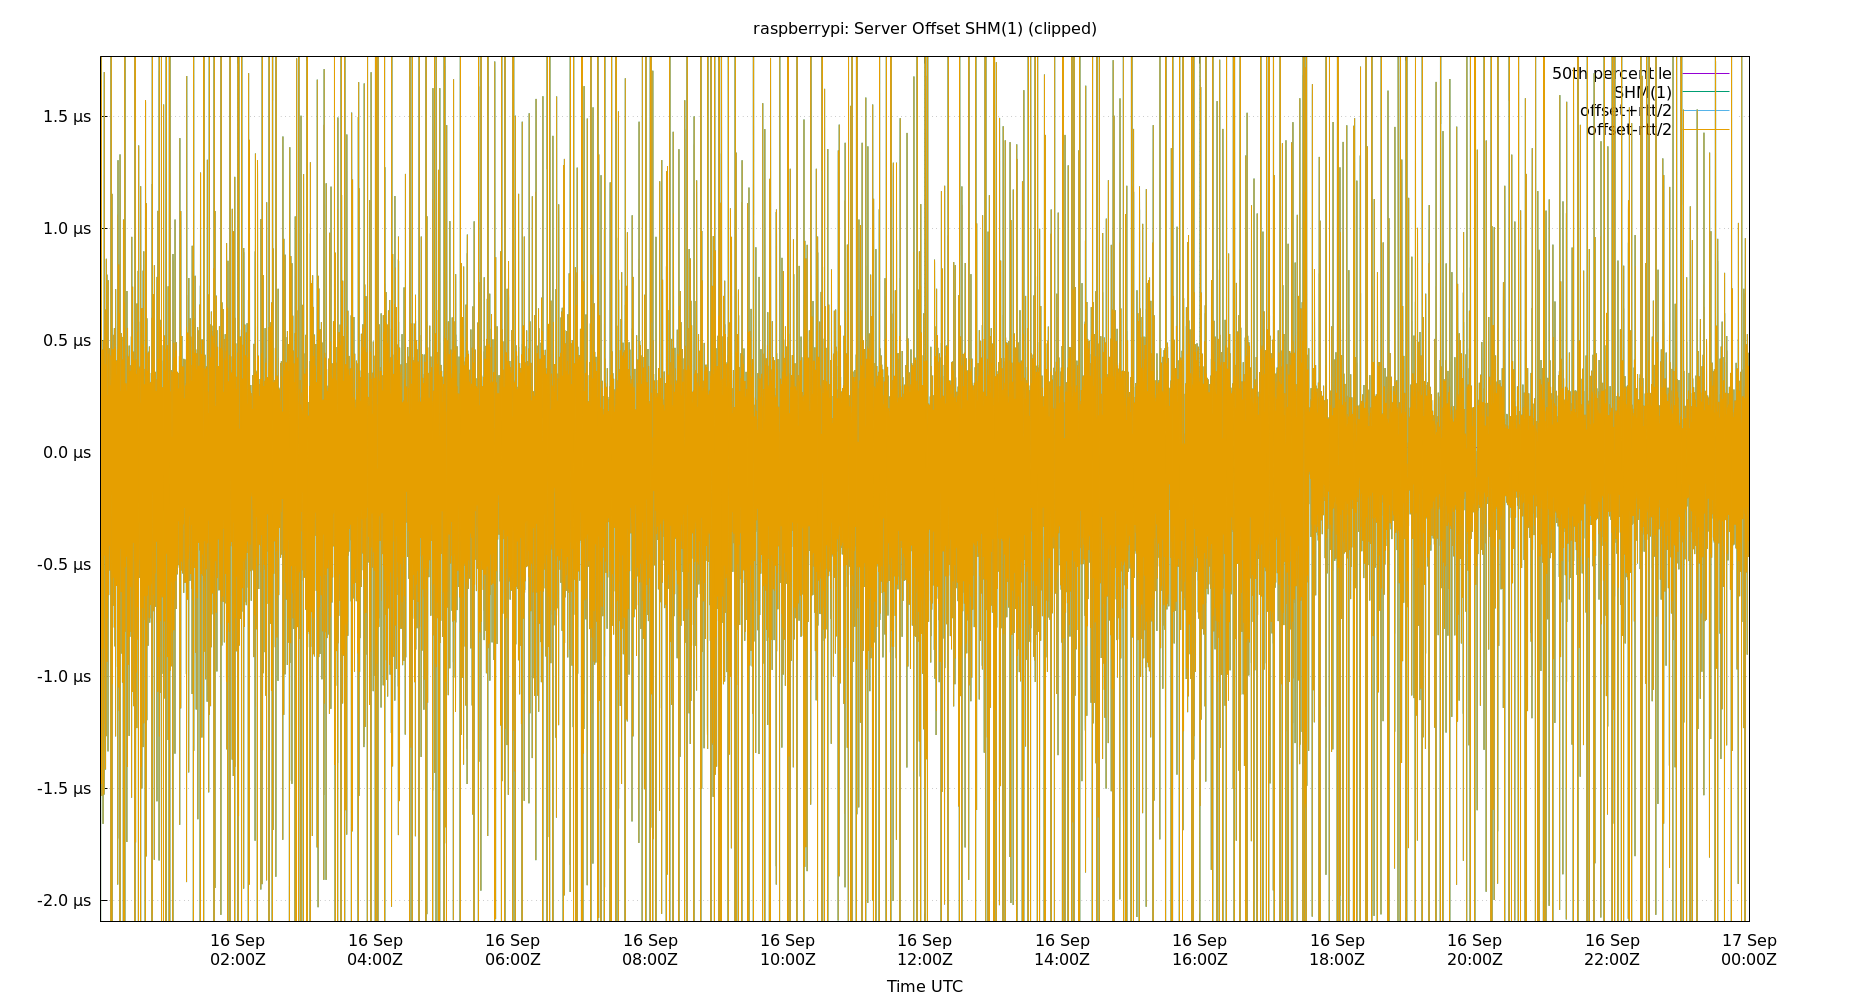 raspberrypi: Server Offset SHM(1) (clipped)
50th percentile
SHM(1)
offset+rtt/2
offset-rtt/2
1.5 µs
1.0 µs
0.5 µs
0.0 µs
-0.5 µs
-1.0 µs
-1.5 µs
-2.0 µs
16 Sep 16 Sep 16 Sep 16 Sep 16 Sep 16 Sep 16 Sep 16 Sep 16 Sep 16 Sep 16 Sep 17 Sep
02:00Z 04:00Z 06:00Z 08:00Z 10:00Z 12:00Z 14:00Z 16:00Z 18:00Z 20:00Z 22:00Z 00:00Z
Time UTC